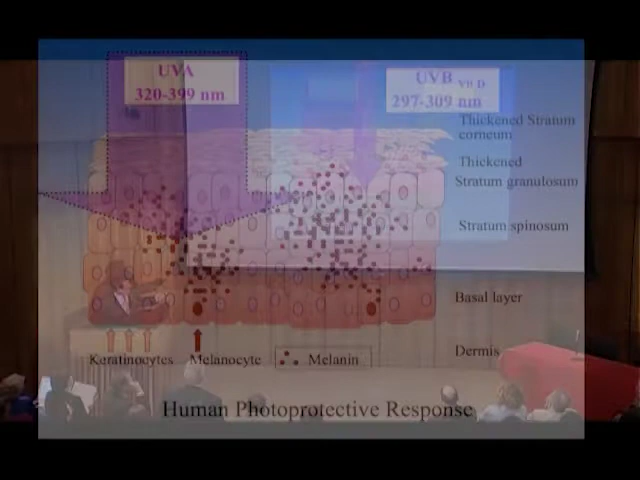 UVA
320-399 nm
UVB Vit D
297-309 nm
Thickened Stratum
corneum
Thickened
Stratum granulosum
Stratum spinosum
Basal layer
Dermis
Keratinocytes Melanocyte Melanin
Human Photoprotective Response